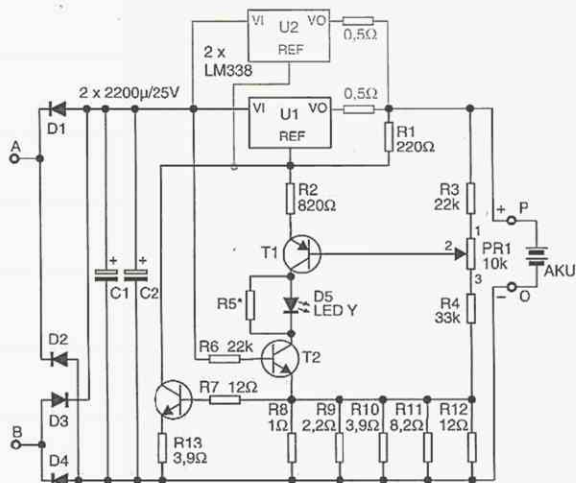 U2
VI
VO
REF
2 x
LM338
0,5Ω
2 x 2200µ/25V
VI
U1
VO
REF
0,5Ω
D1
A
R1
220Ω
R2
820Ω
R3
22k
+
P
T1
2
1
PR1
10k
3
AKU
+
C1
+
C2
R5*
D5
LED Y
R4
33k
−
O
D2
R6 22k
T2
D3
R7 12Ω
B
R8
1Ω
R9
2,2Ω
R10
3,9Ω
R11
8,2Ω
R12
12Ω
D4
R13
3,9Ω